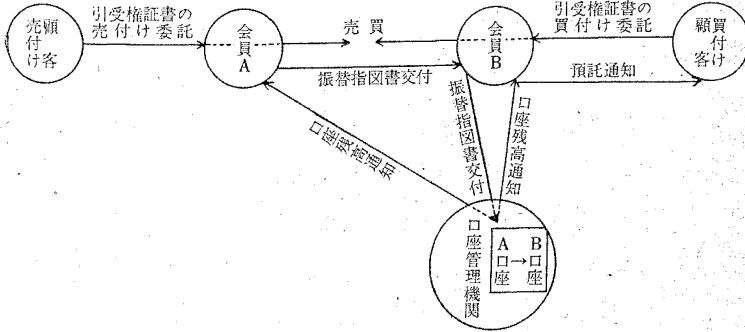 売付け
顧客
引受権証書の
売付け委託
会員A
売買
会員B
引受権証書の
買付け委託
買付け
顧客
振替指図書交付
預託通知
口座残高通知
振替指図書交付
口座残高通知
口座管理機関
A口座→B口座